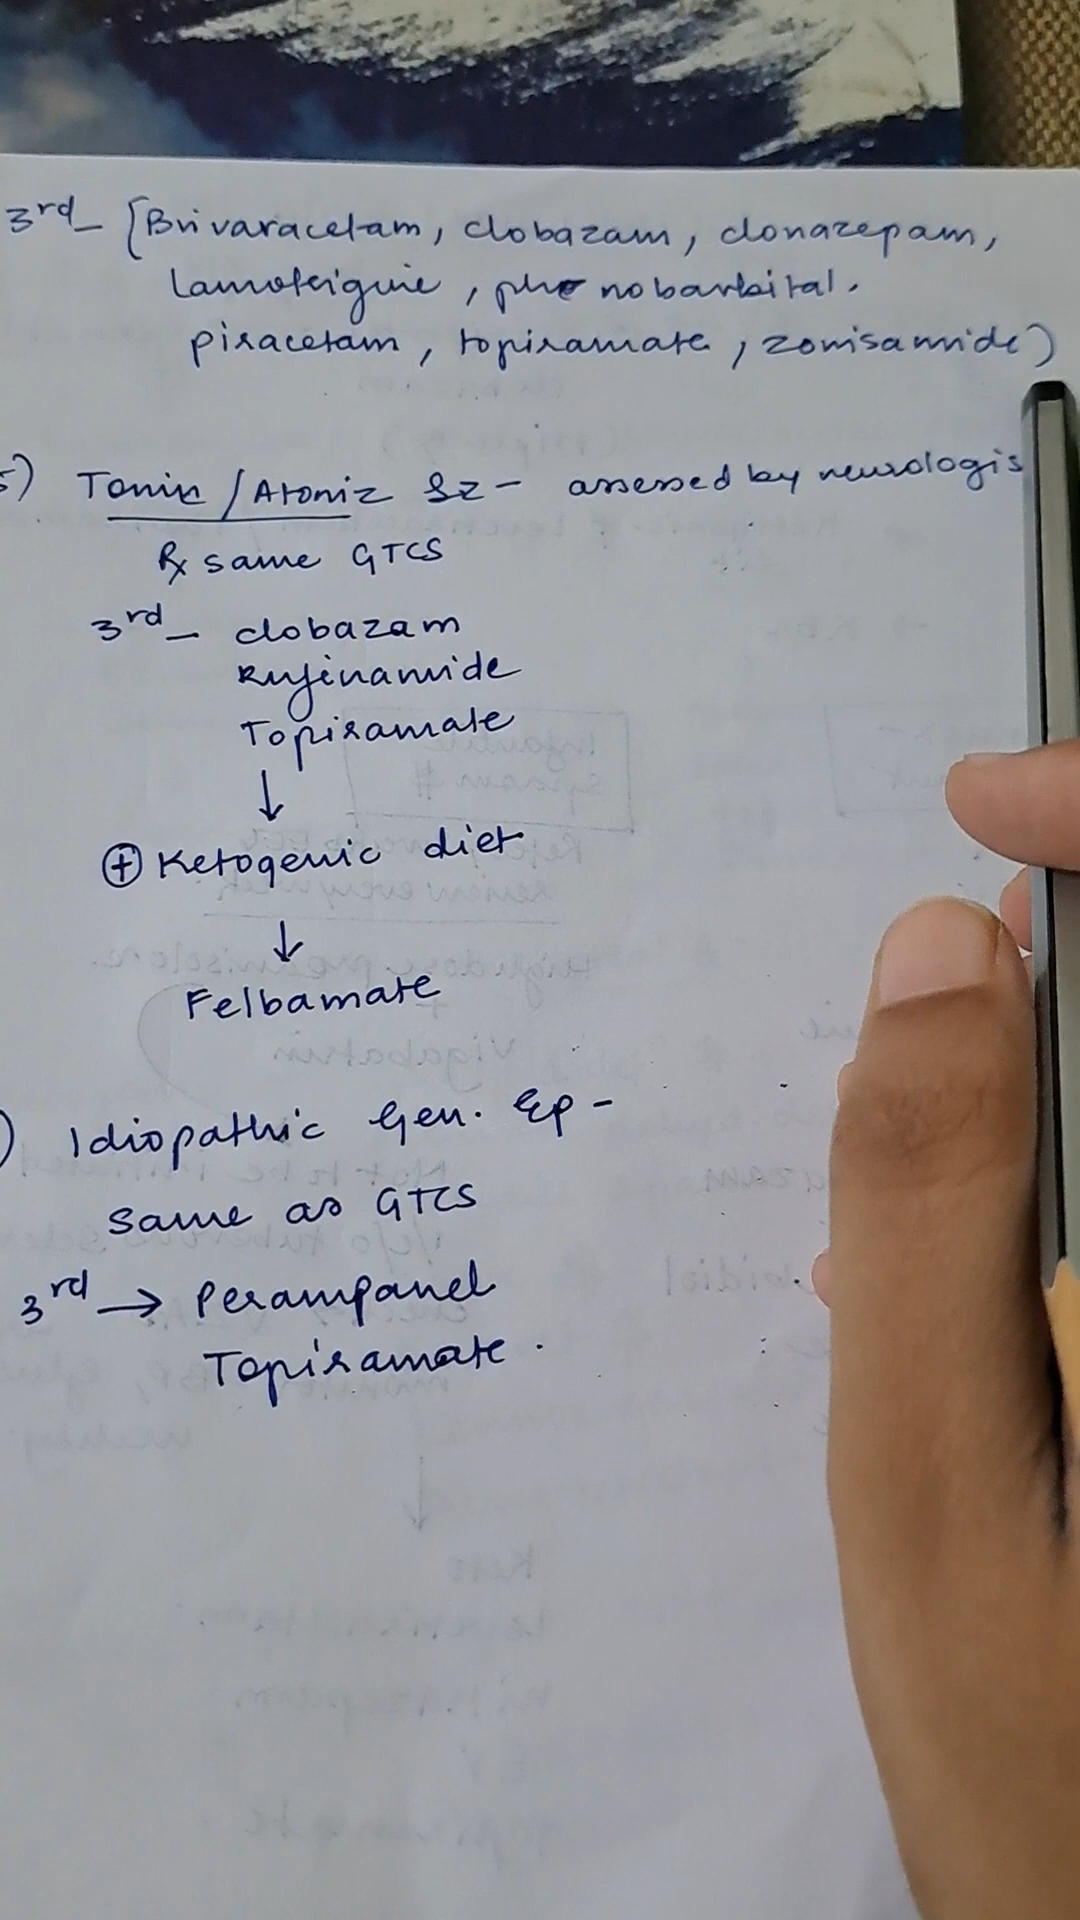 3rd - [Brivaracetam, clobazam, clonazepam,
Lamotrigine, phenobarbital.
piracetam, topiramate, zonisamide)
5) Tonic / Atonic Sz - assessed by neurologis
Rx same GTCS
3rd - clobazam
Rufinamide
Topiramate
↓
⊕ Ketogenic diet
↓
Felbamate
) Idiopathic Gen. Ep -
same as GTCS
3rd → Perampanel
Topiramate.